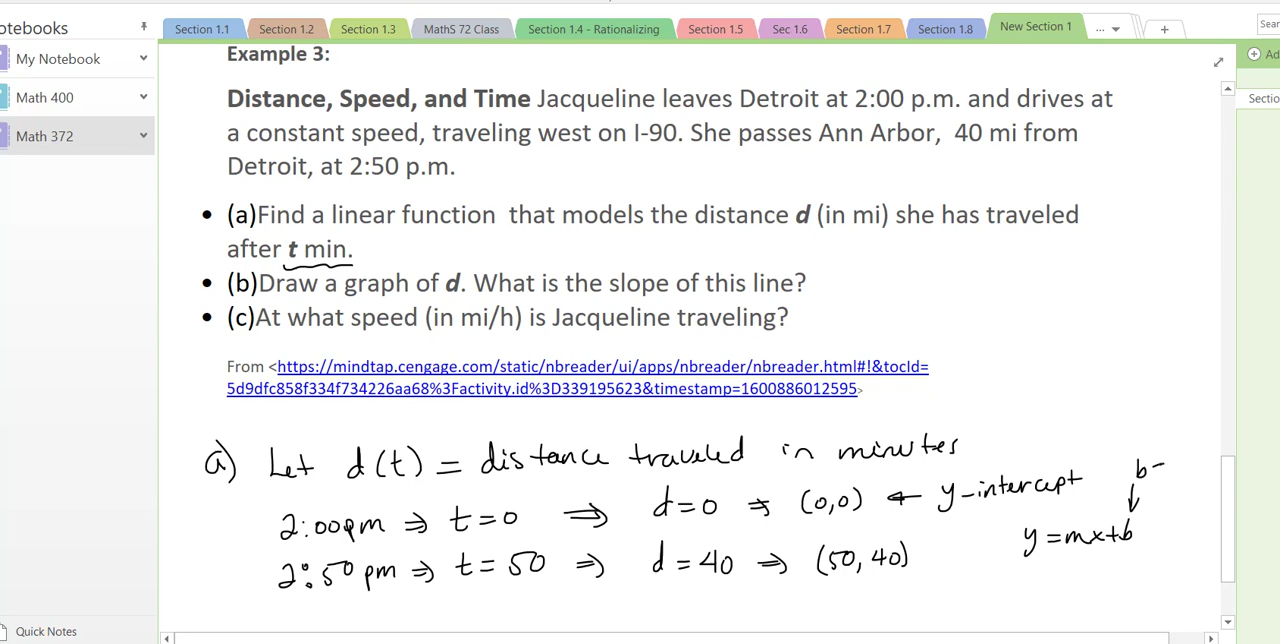 otebooks
Section 1.1
Section 1.2
Section 1.3
MathS 72 Class
Section 1.4 - Rationalizing
Section 1.5
Sec 1.6
Section 1.7
Section 1.8
New Section 1
...
+
Sear
My Notebook
Math 400
Math 372
Ad
Sectio
Example 3:
Distance, Speed, and Time Jacqueline leaves Detroit at 2:00 p.m. and drives at
a constant speed, traveling west on I-90. She passes Ann Arbor, 40 mi from
Detroit, at 2:50 p.m.
• (a)Find a linear function that models the distance d (in mi) she has traveled
after t min.
• (b)Draw a graph of d. What is the slope of this line?
• (c)At what speed (in mi/h) is Jacqueline traveling?
From <https://mindtap.cengage.com/static/nbreader/ui/apps/nbreader/nbreader.html#!&tocId=
5d9dfc858f334f734226aa68%3Factivity.id%3D339195623&timestamp=1600886012595>
a) Let d(t) = distance traveled in minutes
2:00pm ⇒ t=0 ⇒ d=0 ⇒ (0,0) ← y-intercept
b-
↓
y=mx+b
2:50 pm ⇒ t=50 ⇒ d=40 ⇒ (50,40)
Quick Notes